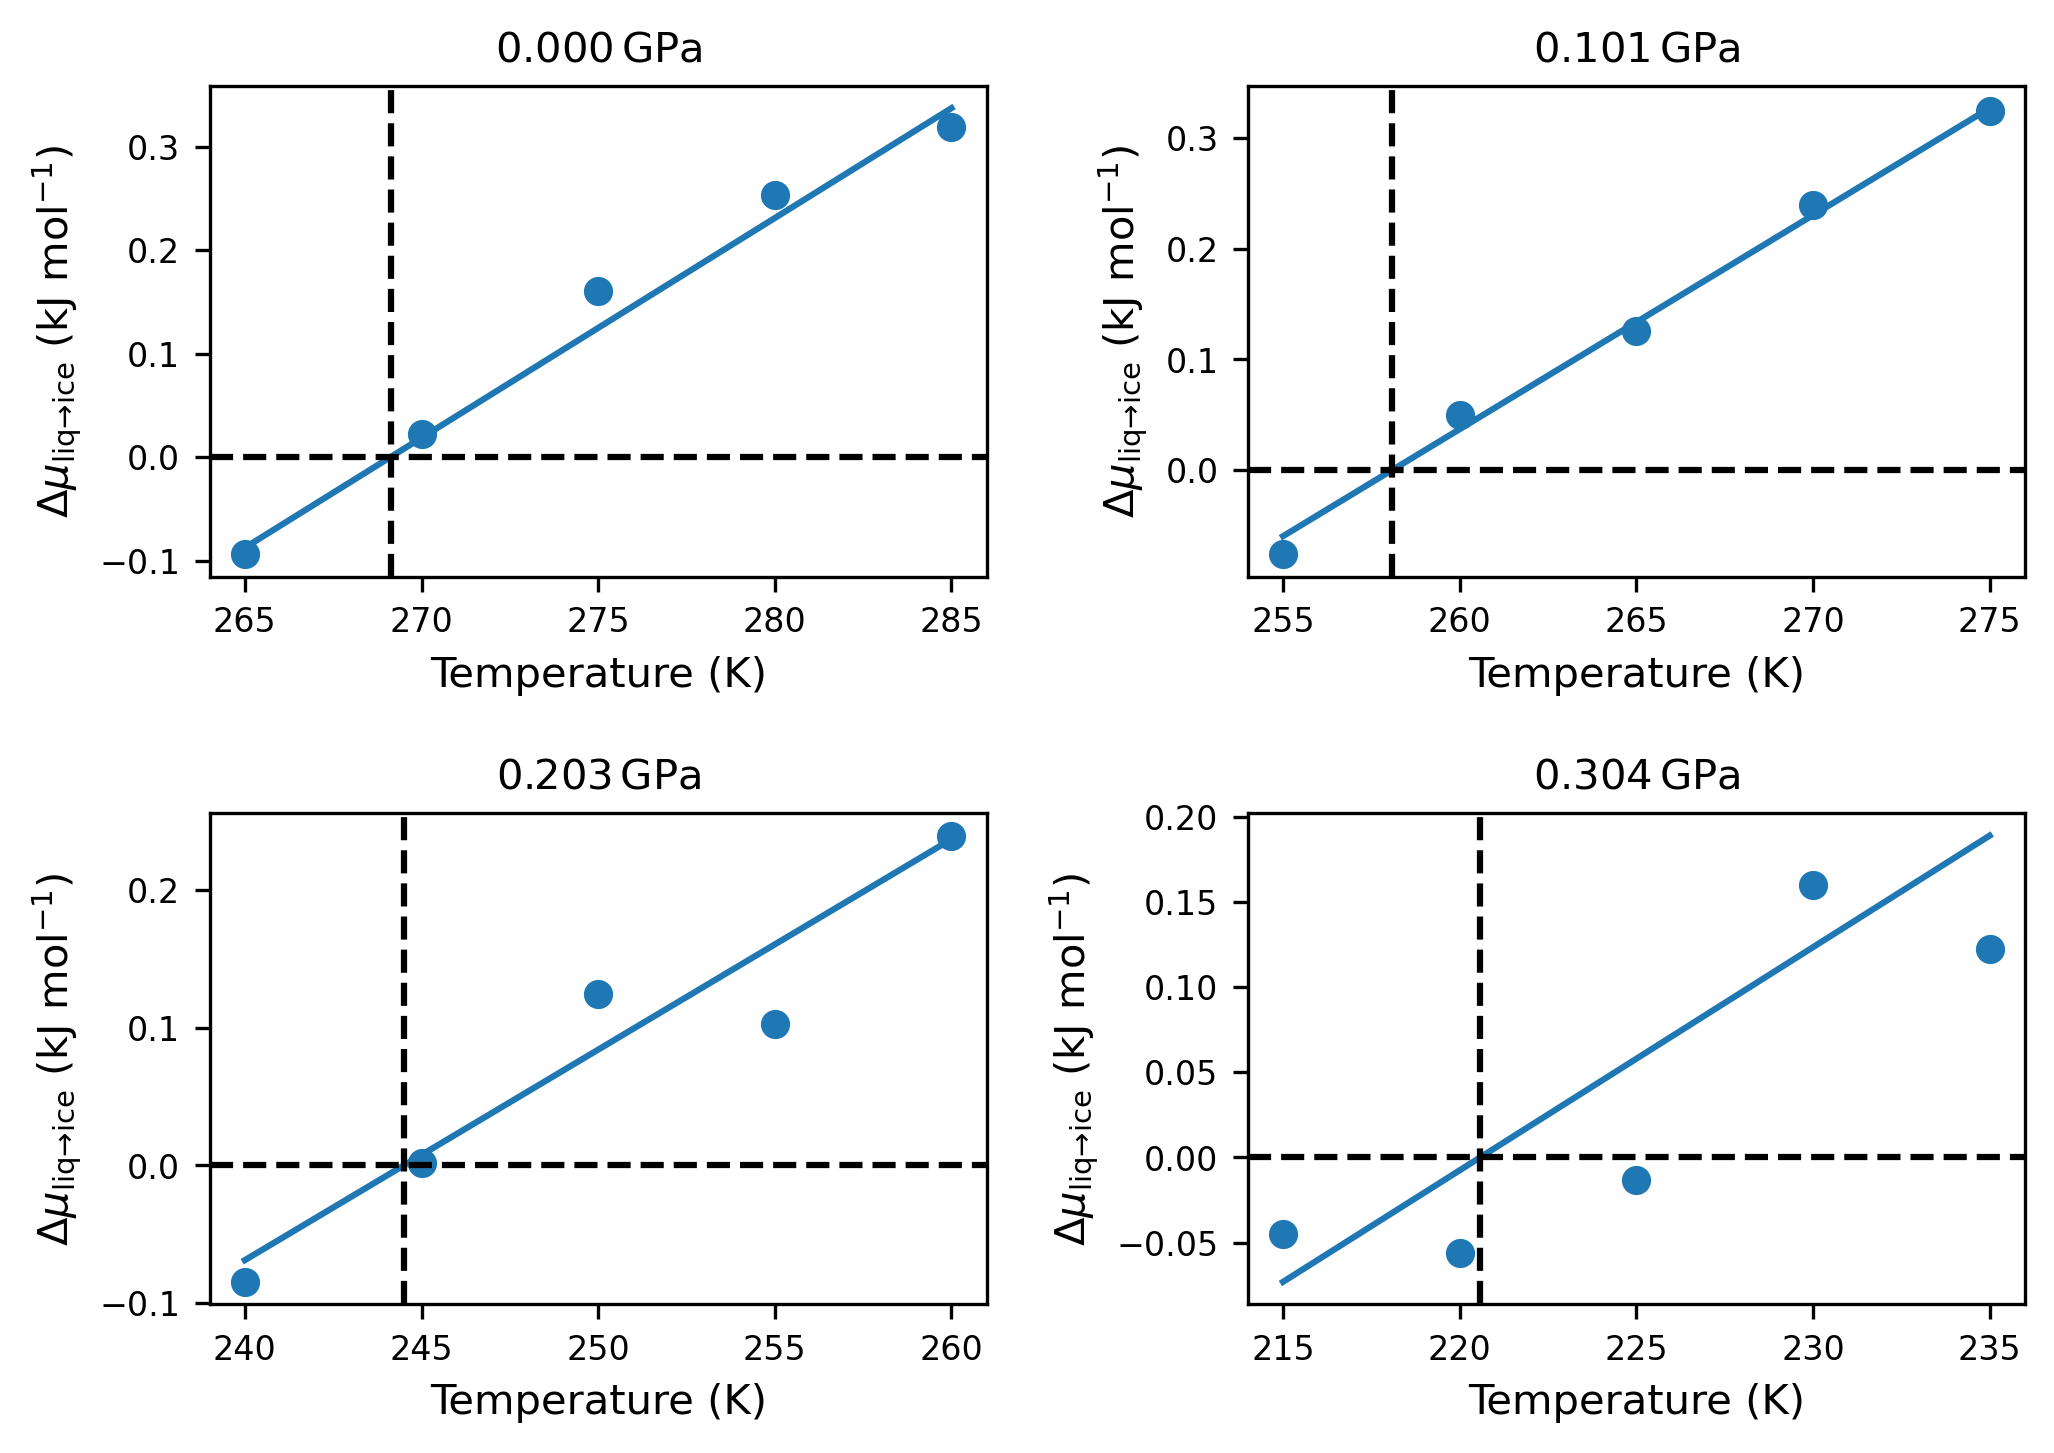 0.000 GPa
Δμliq→ice (kJ mol−1)
0.3
0.2
0.1
0.0
−0.1
265 270 275 280 285
Temperature (K)
0.101 GPa
Δμliq→ice (kJ mol−1)
0.3
0.2
0.1
0.0
255 260 265 270 275
Temperature (K)
0.203 GPa
Δμliq→ice (kJ mol−1)
0.2
0.1
0.0
−0.1
240 245 250 255 260
Temperature (K)
0.304 GPa
Δμliq→ice (kJ mol−1)
0.20
0.15
0.10
0.05
0.00
−0.05
215 220 225 230 235
Temperature (K)